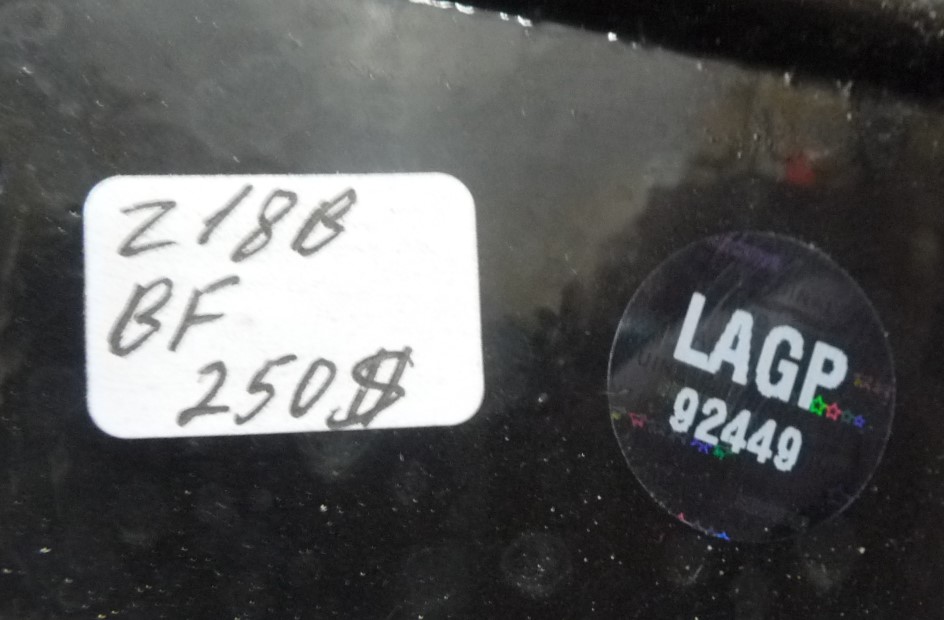 Z18B
BF
250$
LAGP
92449